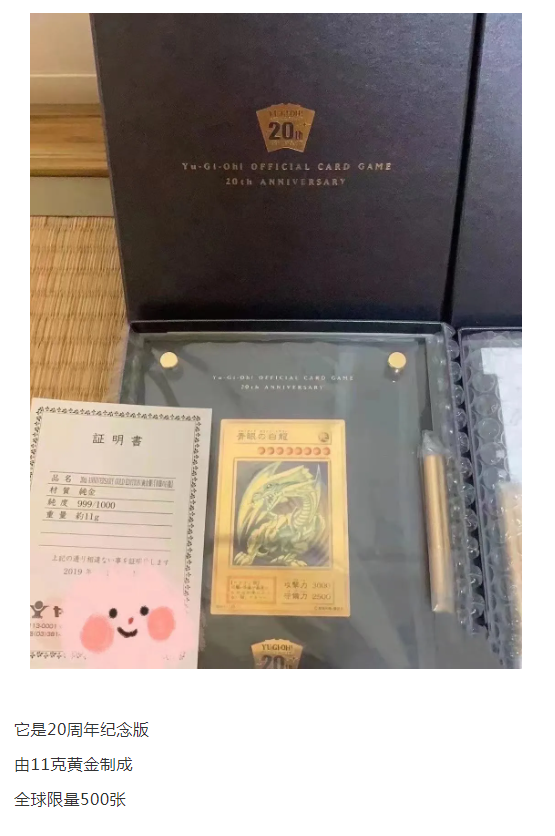 YU-GI-OH!
20th
Yu-Gi-Oh! OFFICIAL CARD GAME
20th ANNIVERSARY
Yu-Gi-Oh! OFFICIAL CARD GAME
20th ANNIVERSARY
証明書
品名
材質 純金
純度 999/1000
重量 約11g
上記の通り相違ない事を証明します
2019 年
青眼の白龍
攻撃力 3000
守備力 2500
YU-GI-OH!
20th
它是20周年纪念版
由11克黄金制成
全球限量500张